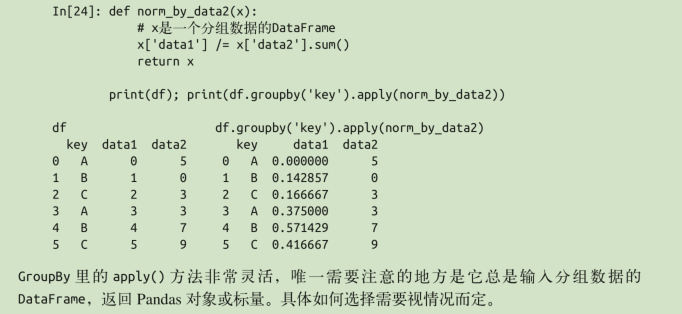 In[24]: def norm_by_data2(x):
            # x是一个分组数据的DataFrame
            x['data1'] /= x['data2'].sum()
            return x
        print(df); print(df.groupby('key').apply(norm_by_data2))
df                      df.groupby('key').apply(norm_by_data2)
  key  data1  data2       key     data1  data2
0   A      0      5     0   A  0.000000      5
1   B      1      0     1   B  0.142857      0
2   C      2      3     2   C  0.166667      3
3   A      3      3     3   A  0.375000      3
4   B      4      7     4   B  0.571429      7
5   C      5      9     5   C  0.416667      9
GroupBy 里的 apply() 方法非常灵活，唯一需要注意的地方是它总是输入分组数据的
DataFrame，返回 Pandas 对象或标量。具体如何选择需要视情况而定。